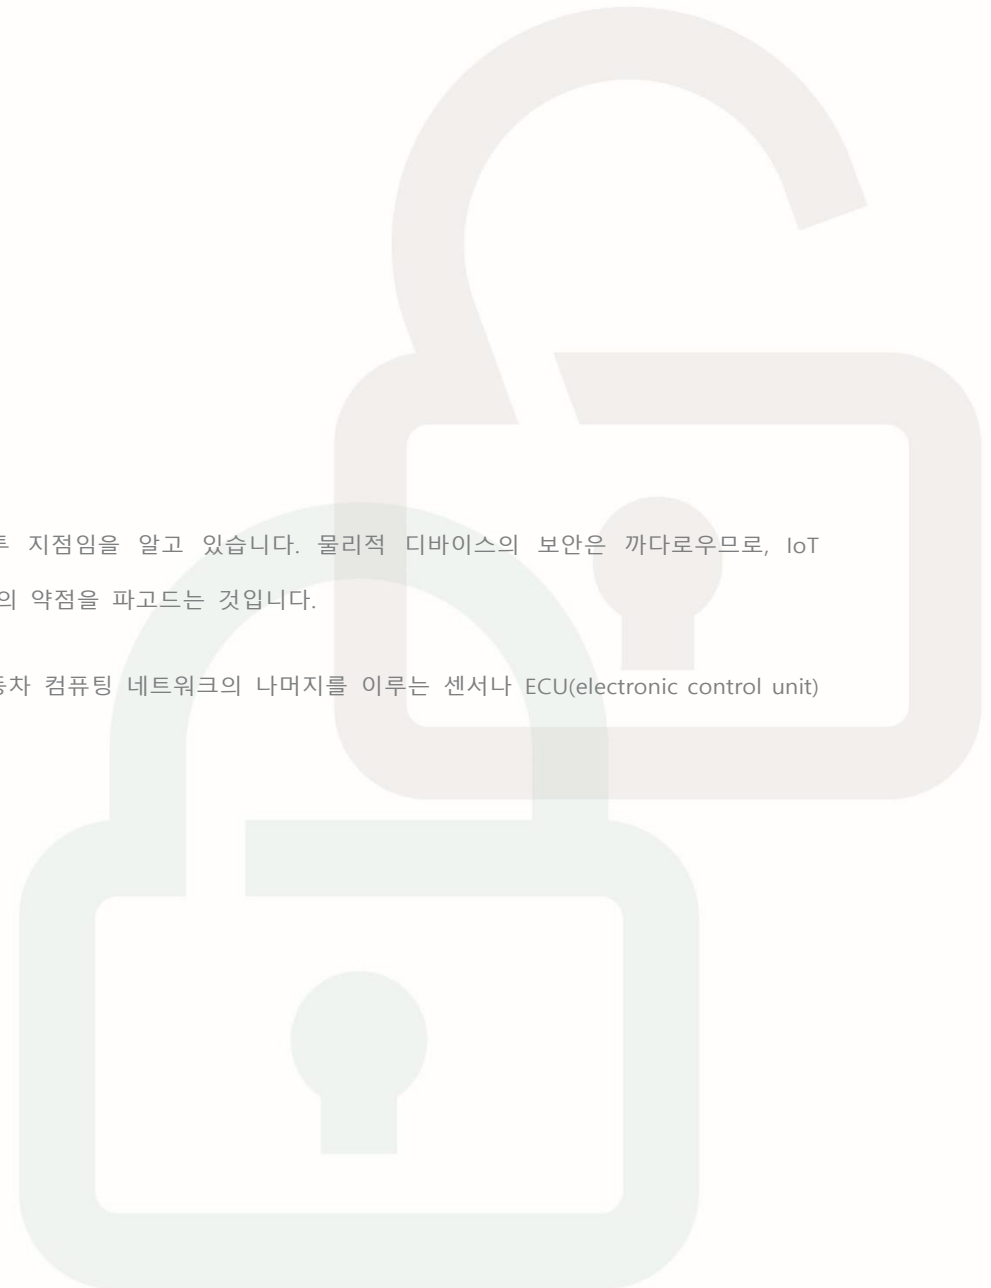 지점임을 알고 있습니다. 물리적 디바이스의 보안은 까다로우므로, IoT
의 약점을 파고드는 것입니다.
컴퓨팅 네트워크의 나머지를 이루는 센서나 ECU(electronic control unit)